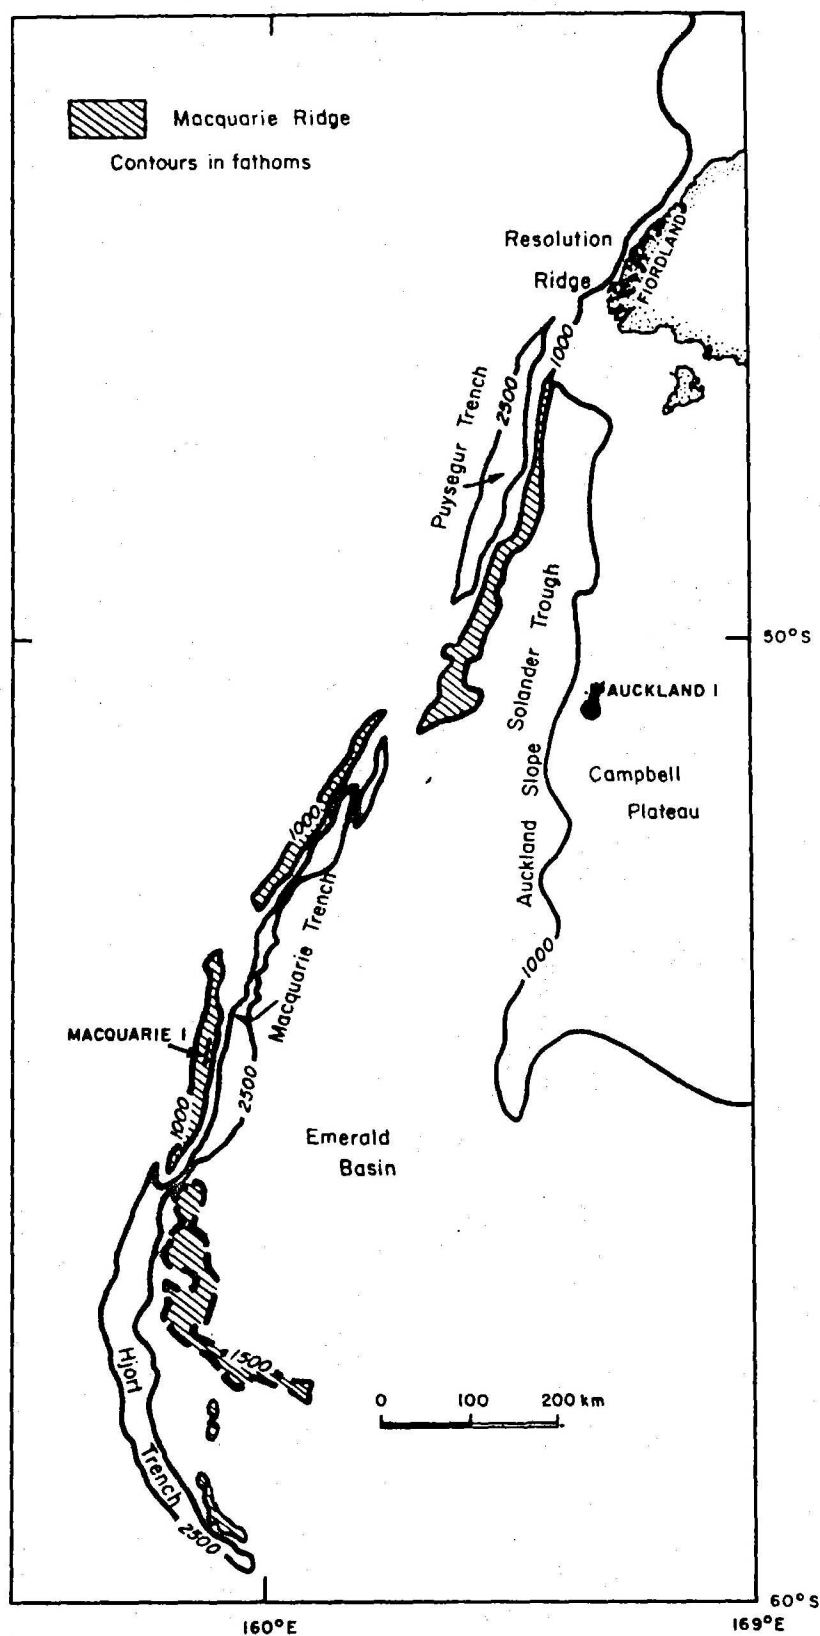 Macquarie Ridge
Contours in fathoms
Resolution
Ridge
FIORDLAND
1000
2500
Puysegur Trench
50°S
Solander Trough
AUCKLAND I
Auckland Slope
Campbell
Plateau
1000
Macquarie Trench
1000
MACQUARIE I
2500
1000
Emerald
Basin
1500
Hjort
Trench
2500
0 100 200 km
60°S
160°E
169°E